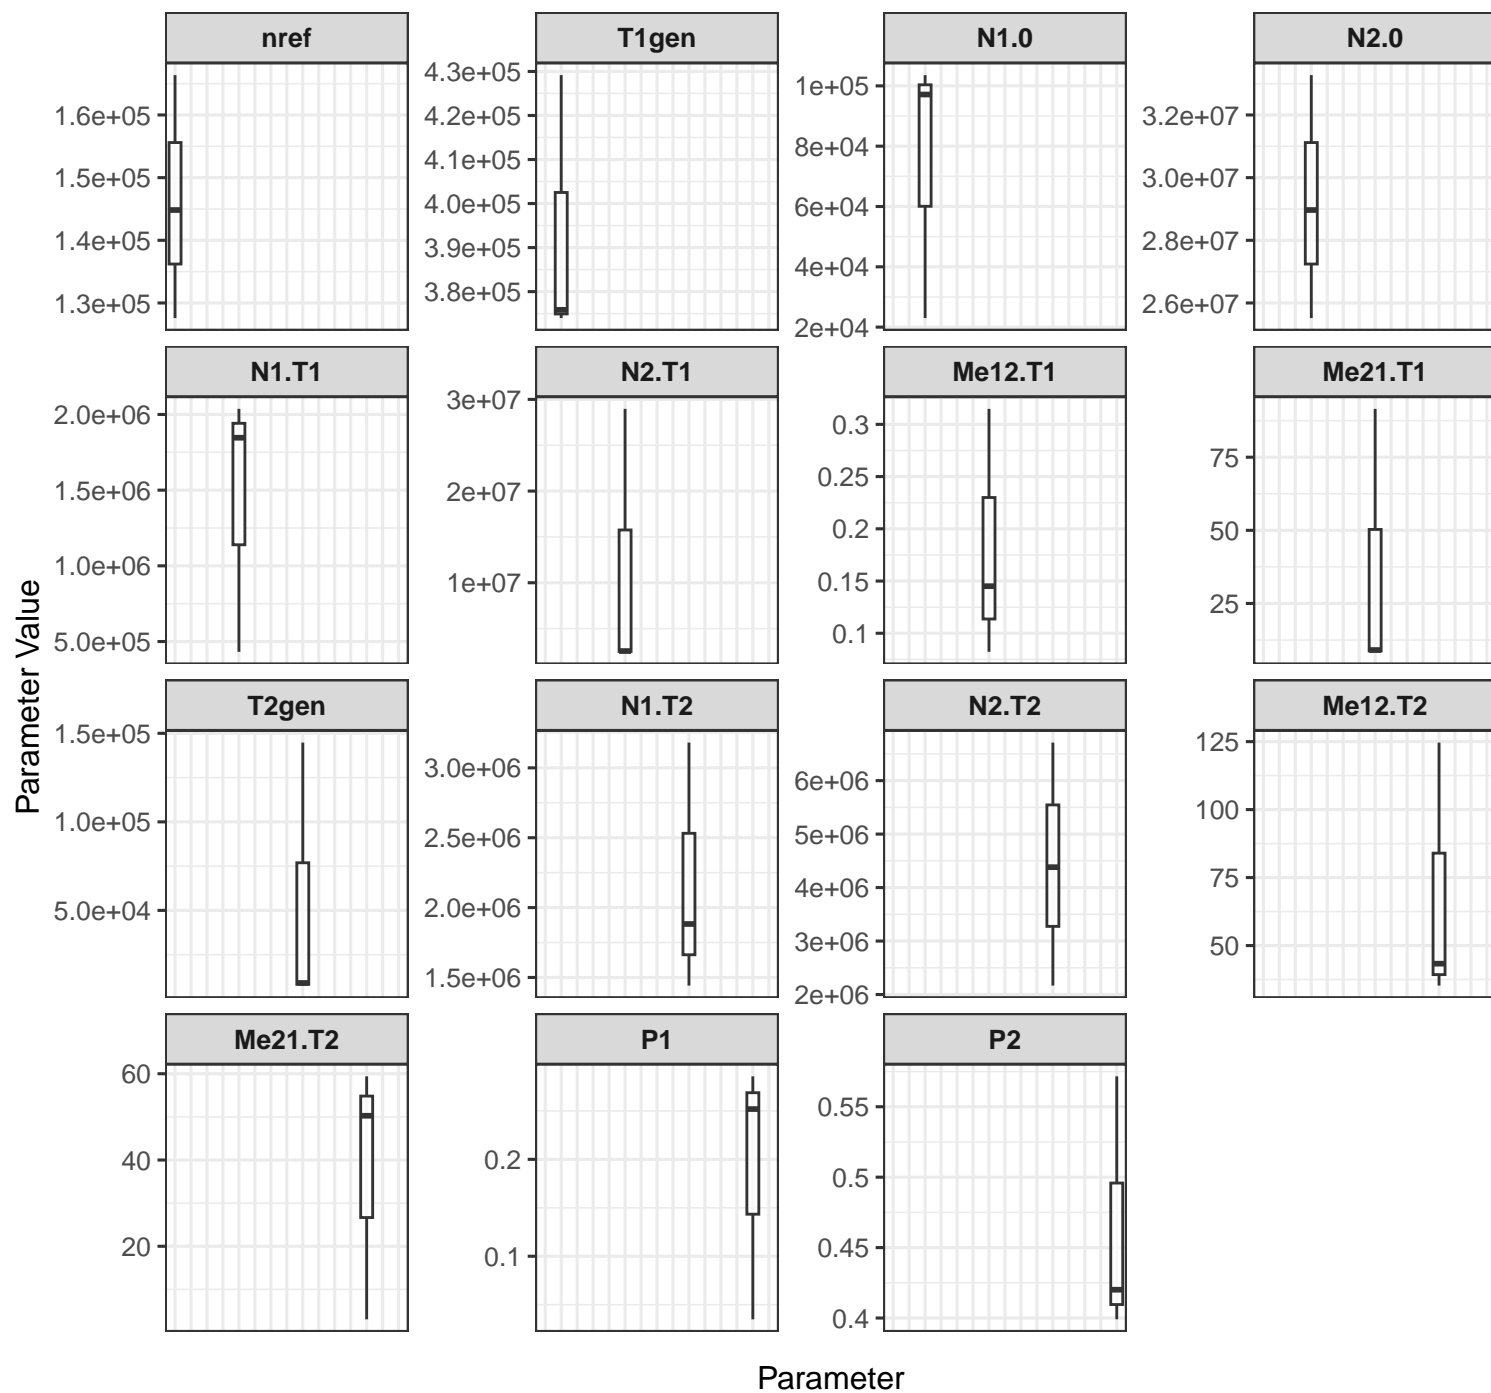 nref
T1gen
N1.0
N2.0
1.6e+05
1.5e+05
1.4e+05
1.3e+05
4.3e+05
4.2e+05
4.1e+05
4.0e+05
3.9e+05
3.8e+05
1e+05
8e+04
6e+04
4e+04
2e+04
3.2e+07
3.0e+07
2.8e+07
2.6e+07
N1.T1
N2.T1
Me12.T1
Me21.T1
2.0e+06
1.5e+06
1.0e+06
5.0e+05
3e+07
2e+07
1e+07
0.3
0.25
0.2
0.15
0.1
75
50
25
Parameter Value
T2gen
N1.T2
N2.T2
Me12.T2
1.5e+05
1.0e+05
5.0e+04
3.0e+06
2.5e+06
2.0e+06
1.5e+06
6e+06
5e+06
4e+06
3e+06
2e+06
125
100
75
50
Me21.T2
P1
P2
60
40
20
0.2
0.1
0.55
0.5
0.45
0.4
Parameter